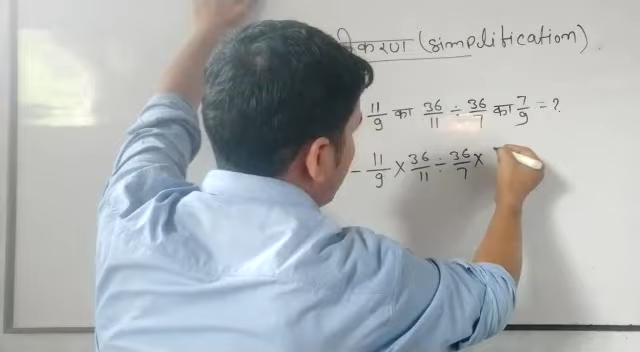 करण (Simplification)
11/9 का 36/11 ÷ 36/7 का 7/9 = ?
- 11/9 × 36/11 ÷ 36/7 ×